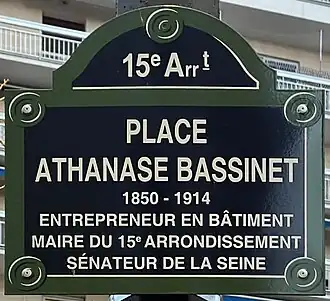 15e Arrt
PLACE
ATHANASE BASSINET
1850 - 1914
ENTREPRENEUR EN BÂTIMENT
MAIRE DU 15e ARRONDISSEMENT
SÉNATEUR DE LA SEINE